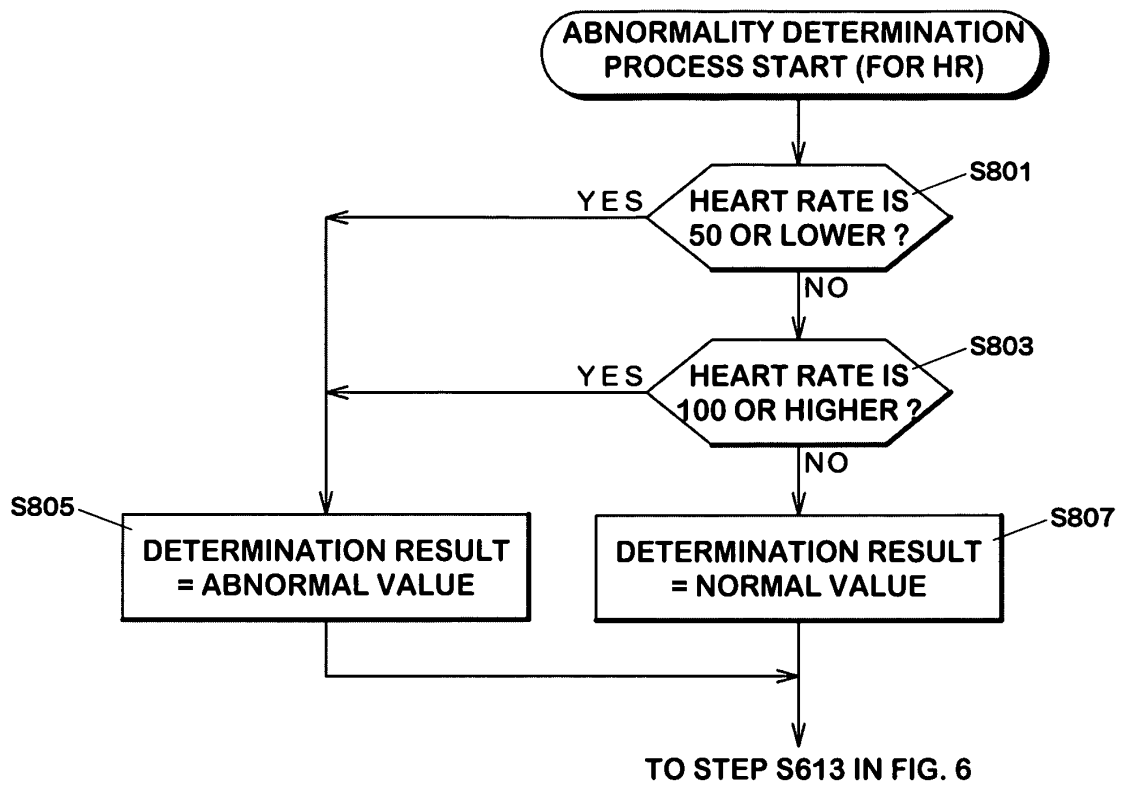 ABNORMALITY DETERMINATION
PROCESS START (FOR HR)
S801
YES
HEART RATE IS
50 OR LOWER ?
NO
S803
YES
HEART RATE IS
100 OR HIGHER ?
NO
S805
DETERMINATION RESULT
= ABNORMAL VALUE
S807
DETERMINATION RESULT
= NORMAL VALUE
TO STEP S613 IN FIG. 6